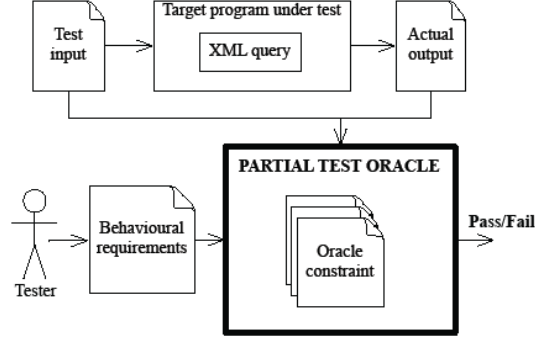 Target program under test
Test
input
XML query
Actual
output
PARTIAL TEST ORACLE
Behavioural
requirements
Oracle
constraint
Pass/Fail
Tester